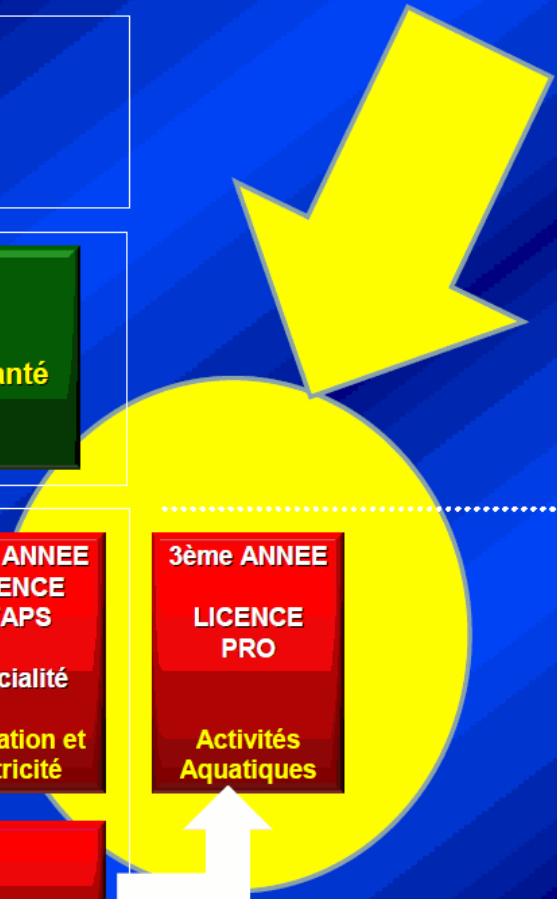 anté
ANNEE
ENCE
APS
cialité
ation et
tricité
3ème ANNEE
LICENCE
PRO
Activités
Aquatiques